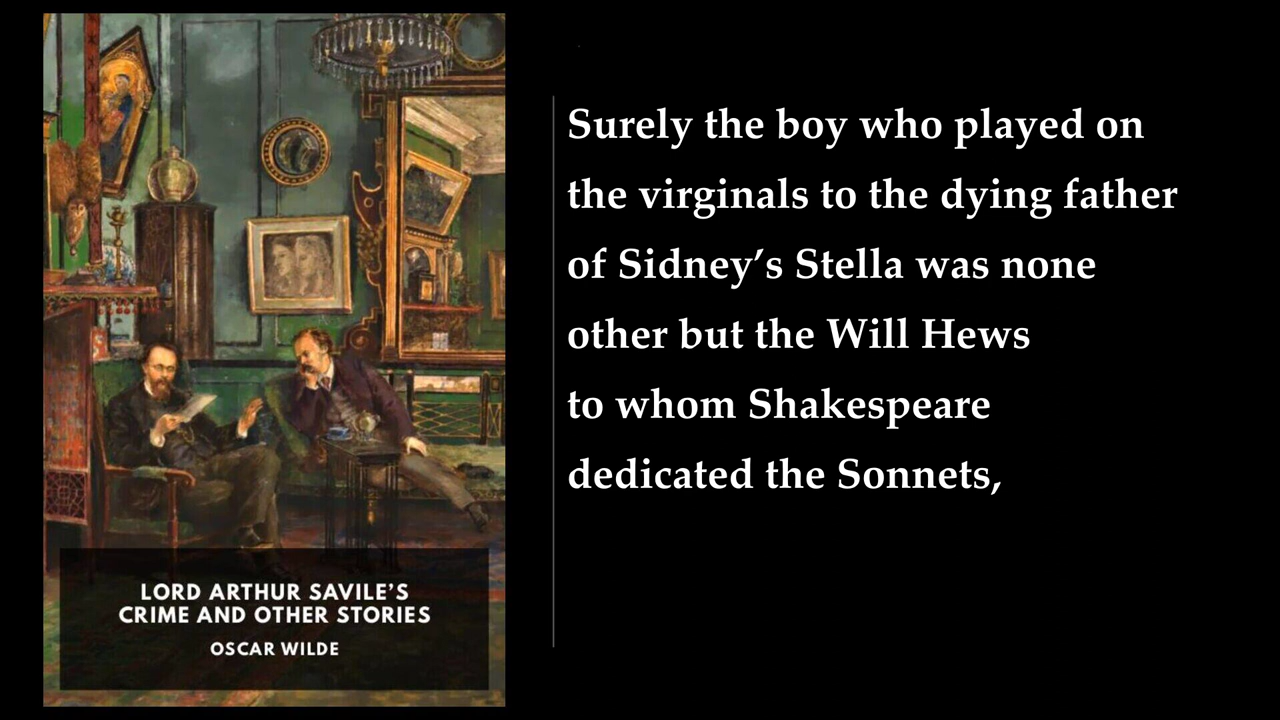 Surely the boy who played on
the virginals to the dying father
of Sidney’s Stella was none
other but the Will Hews
to whom Shakespeare
dedicated the Sonnets,
LORD ARTHUR SAVILE’S
CRIME AND OTHER STORIES
OSCAR WILDE